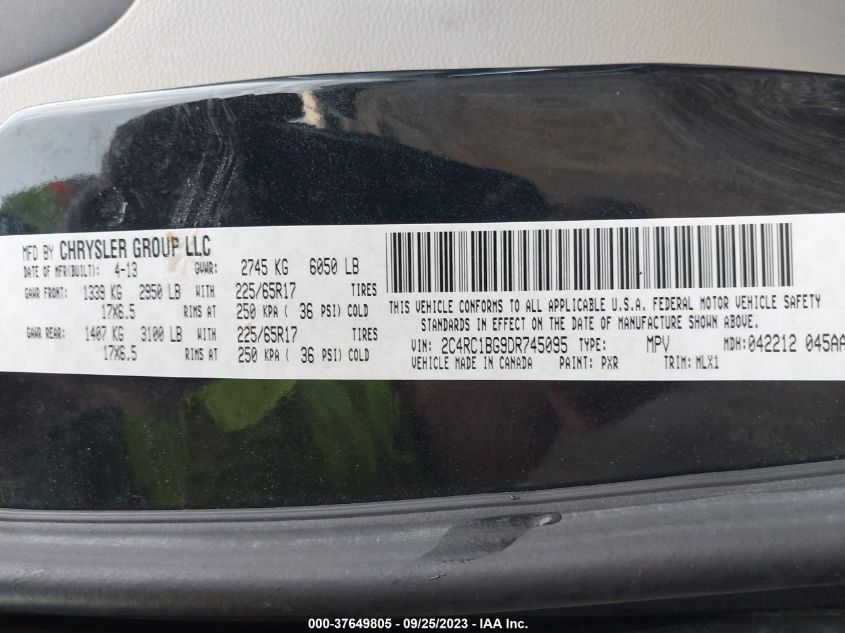 MFD BY CHRYSLER GROUP LLC
DATE OF MFR(BUILT): 4-13 GVWR: 2745 KG 6050 LB
GAWR FRONT: 1339 KG 2950 LB WITH 225/65R17 TIRES
17X6.5 RIMS AT 250 KPA ( 36 PSI) COLD
GAWR REAR: 1407 KG 3100 LB WITH 225/65R17 TIRES
17X6.5 RIMS AT 250 KPA ( 36 PSI) COLD
THIS VEHICLE CONFORMS TO ALL APPLICABLE U.S.A. FEDERAL MOTOR VEHICLE SAFETY
STANDARDS IN EFFECT ON THE DATE OF MANUFACTURE SHOWN ABOVE.
VIN: 2C4RC1BG9DR745095 TYPE: MPV MDH:042212 045AA
VEHICLE MADE IN CANADA PAINT: PXR TRIM: MLX1
000-37649805 - 09/25/2023 - COPYRIGHT IAA, Inc.